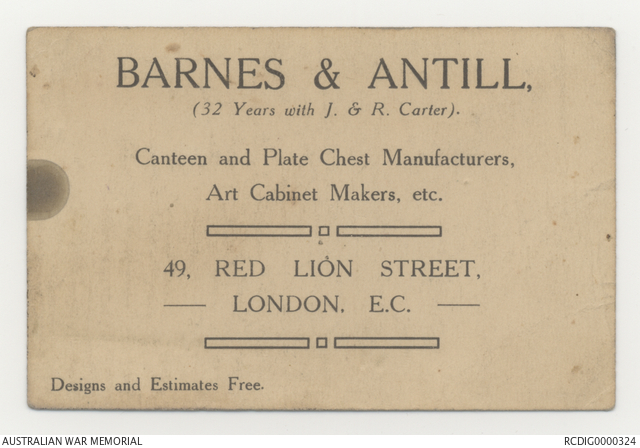 BARNES & ANTILL,
(32 Years with J. & R. Carter).
Canteen and Plate Chest Manufacturers,
Art Cabinet Makers, etc.
49, RED LION STREET,
LONDON, E.C.
Designs and Estimates Free.
AUSTRALIAN WAR MEMORIAL
RCDIG0000324